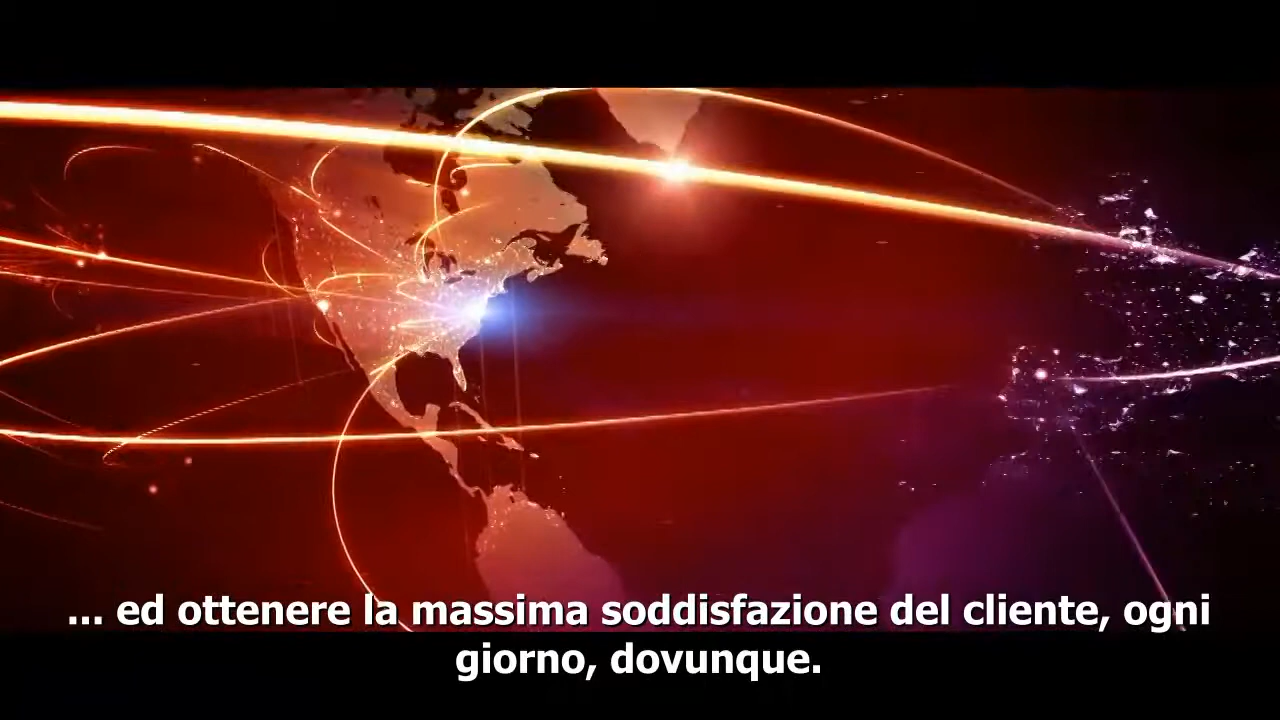 ... ed ottenere la massima soddisfazione del cliente, ogni
giorno, dovunque.